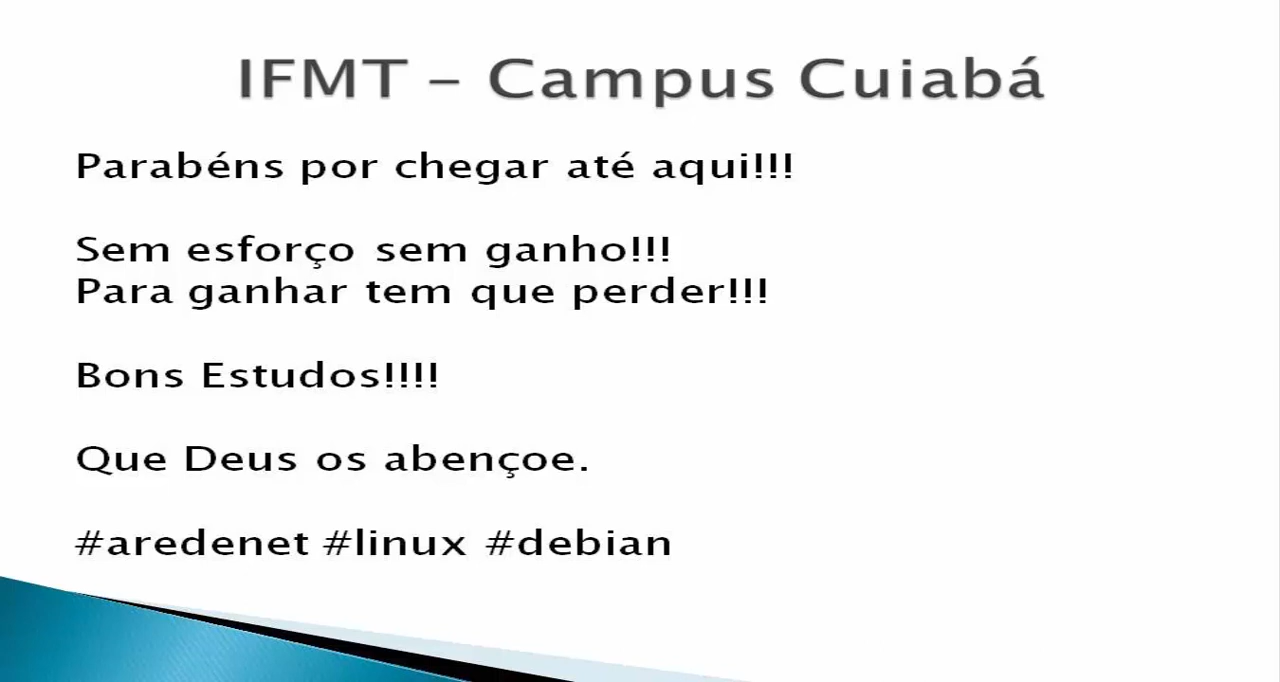 IFMT – Campus Cuiabá
Parabéns por chegar até aqui!!!
Sem esforço sem ganho!!!
Para ganhar tem que perder!!!
Bons Estudos!!!!
Que Deus os abençoe.
#aredenet #linux #debian